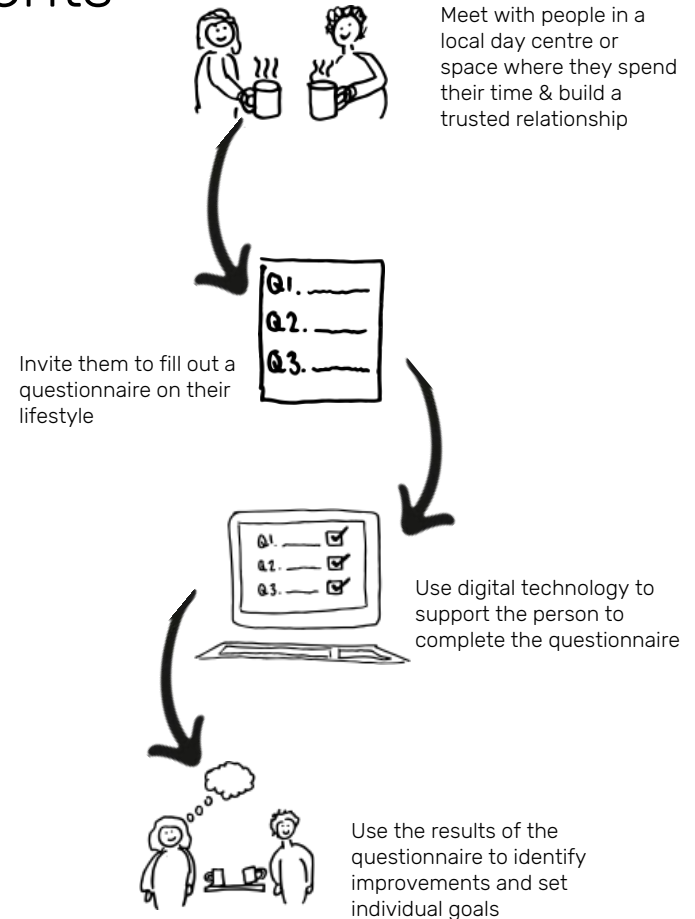 Meet with people in a
local day centre or
space where they spend
their time & build a
trusted relationship
Q1.
Q2.
Q3.
Invite them to fill out a
questionnaire on their
lifestyle
Q1.
Q2.
Q3.
Use digital technology to
support the person to
complete the questionnaire
Use the results of the
questionnaire to identify
improvements and set
individual goals